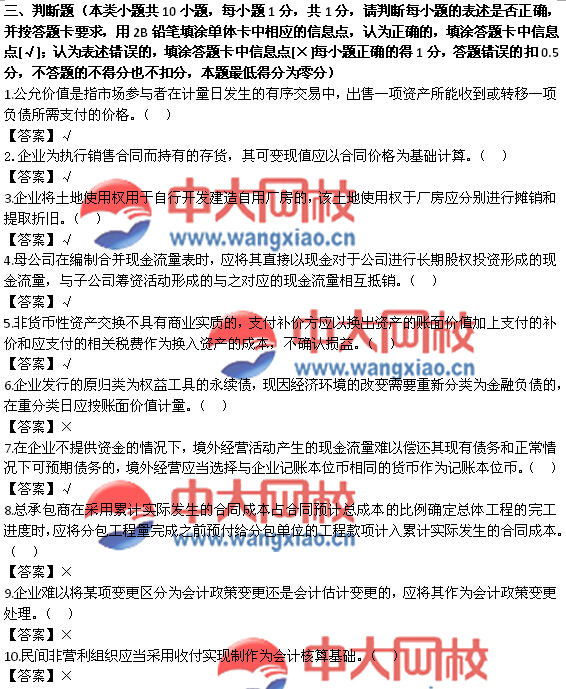 三、判断题（本类小题共 10 小题，每小题 1 分，共 1 分，请判断每小题的表述是否正确，
并按答题卡要求，用 2B 铅笔填涂单体卡中相应的信息点，认为正确的，填涂答题卡中信息
点[√]；认为表述错误的，填涂答题卡中信息点[×]每小题正确的得 1 分，答题错误的扣 0.5
分，不答题的不得分也不扣分，本题最低得分为零分）
1.公允价值是指市场参与者在计量日发生的有序交易中，出售一项资产所能收到或转移一项
负债所需支付的价格。（ ）
【答案】√
2. 企业为执行销售合同而持有的存货，其可变现值应以合同价格为基础计算。（ ）
【答案】√
3.企业将土地使用权用于自行开发建造自用厂房的，该土地使用权于厂房应分别进行摊销和
提取折旧。（ ）
【答案】√
4.母公司在编制合并现金流量表时，应将其直接以现金对于公司进行长期股权投资形成的现
金流量，与子公司筹资活动形成的与之对应的现金流量相互抵销。（ ）
【答案】√
5.非货币性资产交换不具有商业实质的，支付补价方应以换出资产的账面价值加上支付的补
价和应支付的相关税费作为换入资产的成本，不确认损益。（ ）
【答案】√
6.企业发行的原归类为权益工具的永续债，现因经济环境的改变需要重新分类为金融负债的，
在重分类日应按账面价值计量。（ ）
【答案】×
7.在企业不提供资金的情况下，境外经营活动产生的现金流量难以偿还其现有债务和正常情
况下可预期债务的，境外经营应当选择与企业记账本位币相同的货币作为记账本位币。（ ）
【答案】√
8.总承包商在采用累计实际发生的合同成本占合同预计总成本的比例确定总体工程的完工
进度时，应将分包工程量完成之前预付给分包单位的工程款项计入累计实际发生的合同成本。
（ ）
【答案】×
9.企业难以将某项变更区分为会计政策变更还是会计估计变更的，应将其作为会计政策变更
处理。（ ）
【答案】×
10.民间非营利组织应当采用收付实现制作为会计核算基础。（ ）
【答案】×
中大网校
www.wangxiao.cn
中大网校
www.wangxiao.cn
中大网校
www.wangxiao.cn
中大网校
www.wangxiao.cn